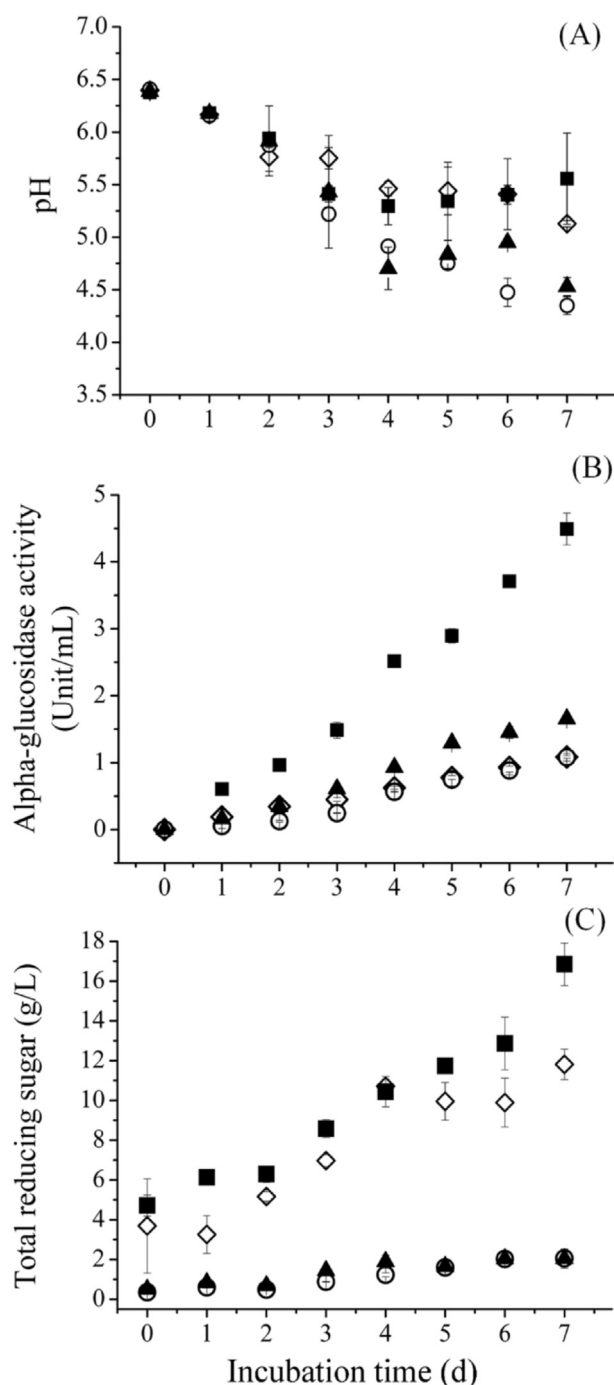 (A)
7.0
6.5
6.0
5.5
5.0
4.5
4.0
3.5
pH
0 1 2 3 4 5 6 7
(B)
5
4
3
2
1
0
Alpha-glucosidase activity
(Unit/mL)
0 1 2 3 4 5 6 7
(C)
18
16
14
12
10
8
6
4
2
0
Total reducing sugar (g/L)
0 1 2 3 4 5 6 7
Incubation time (d)